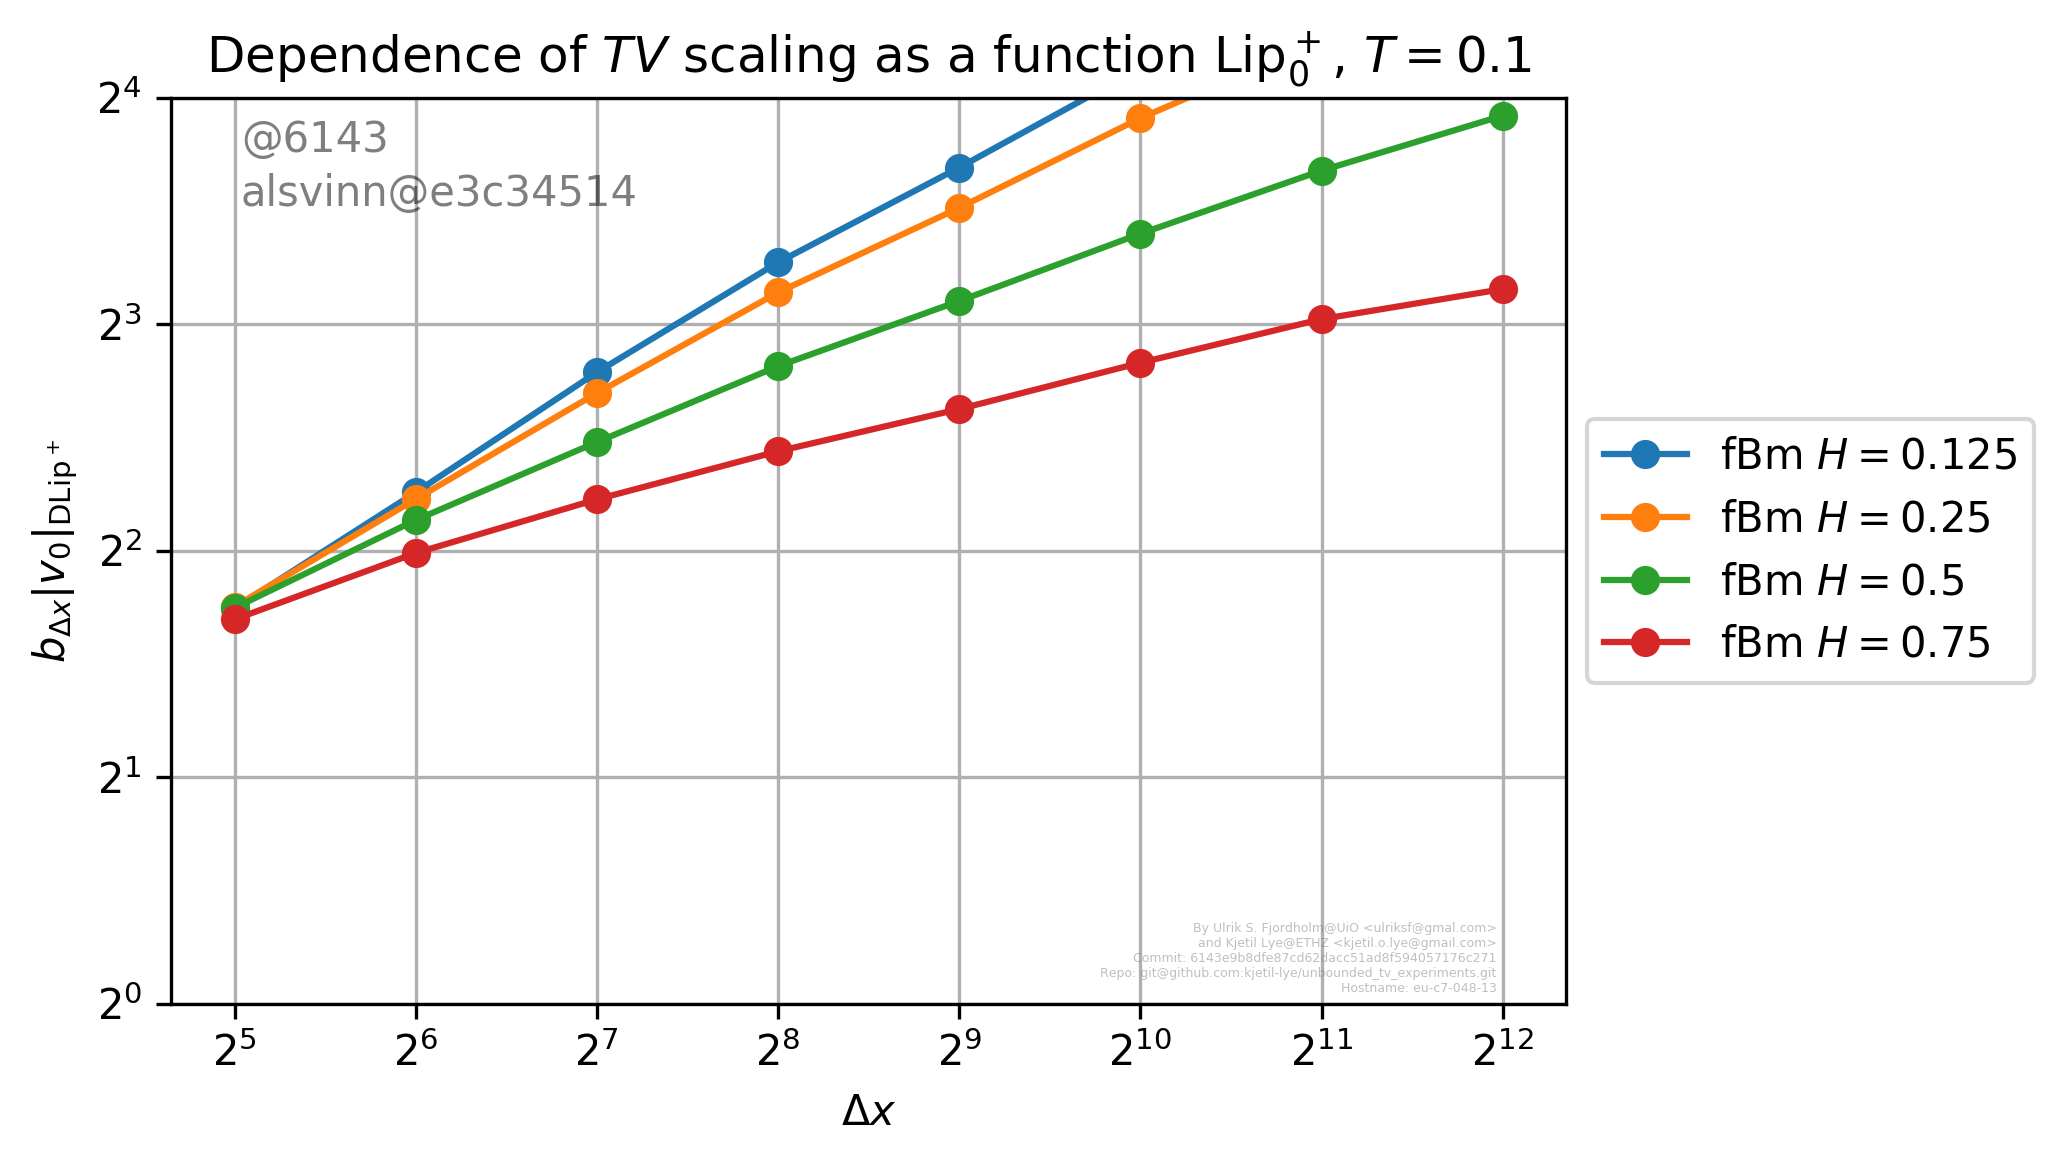 Dependence of TV scaling as a function Lip₀⁺, T = 0.1
2⁴
2³
2²
2¹
2⁰
b_Δx|v₀|_DLip⁺
@6143
alsvinn@e3c34514
fBm H = 0.125
fBm H = 0.25
fBm H = 0.5
fBm H = 0.75
By Ulrik S. Fjordholm@UiO <ulriksf@gmal.com>
and Kjetil Lye@ETHZ <kjetil.o.lye@gmail.com>
Commit: 6143e9b8dfe87cd62dacc51ad8f594057176c271
Repo: git@github.com:kjetil-lye/unbounded_tv_experiments.git
Hostname: eu-c7-048-13
2⁵ 2⁶ 2⁷ 2⁸ 2⁹ 2¹⁰ 2¹¹ 2¹²
Δx